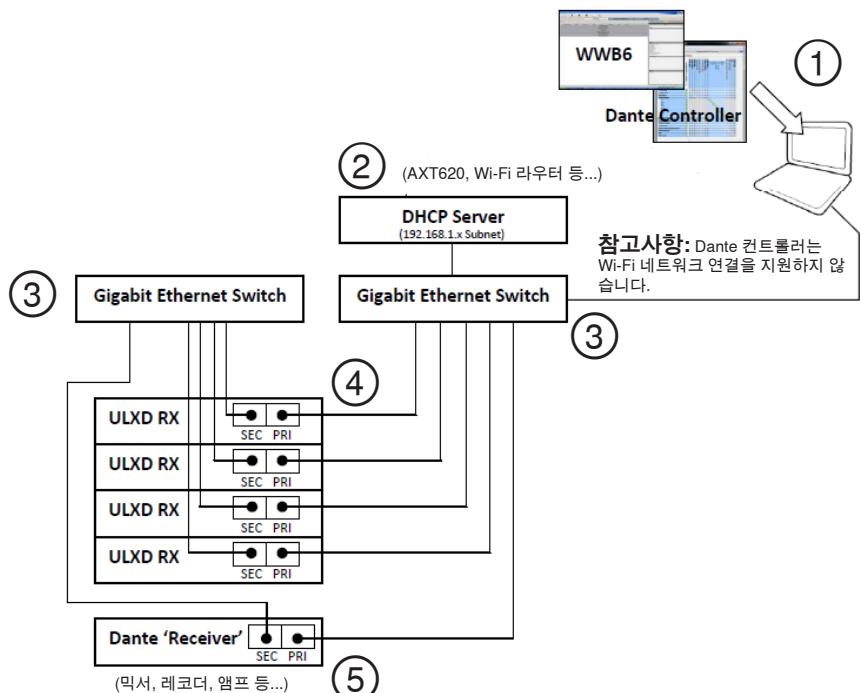 WWB6
Dante Controller
①
②
(AXT620, Wi-Fi 라우터 등...)
DHCP Server
(192.168.1.x Subnet)
참고사항: Dante 컨트롤러는
Wi-Fi 네트워크 연결을 지원하지 않
습니다.
③
Gigabit Ethernet Switch
Gigabit Ethernet Switch
③
④
ULXD RX
SEC PRI
ULXD RX
SEC PRI
ULXD RX
SEC PRI
ULXD RX
SEC PRI
Dante ‘Receiver’
SEC PRI
(믹서, 레코더, 앰프 등...)
⑤